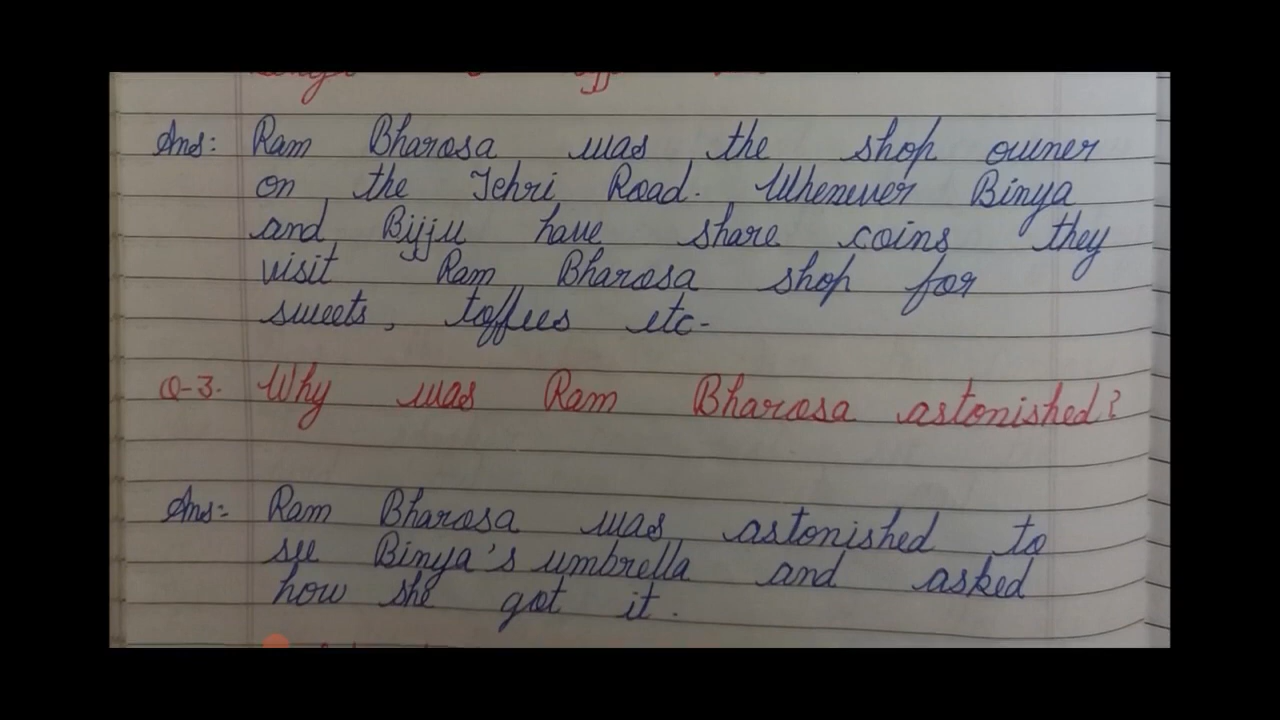 Ans: Ram Bharosa was the shop owner
on the Tehri Road. Whenever Binya
and Bijju have share coins they
visit Ram Bharosa shop for
sweets, toffees etc-
Q-3. Why was Ram Bharosa astonished?
Ans:- Ram Bharosa was astonished to
see Binya's umbrella and asked
how she got it.